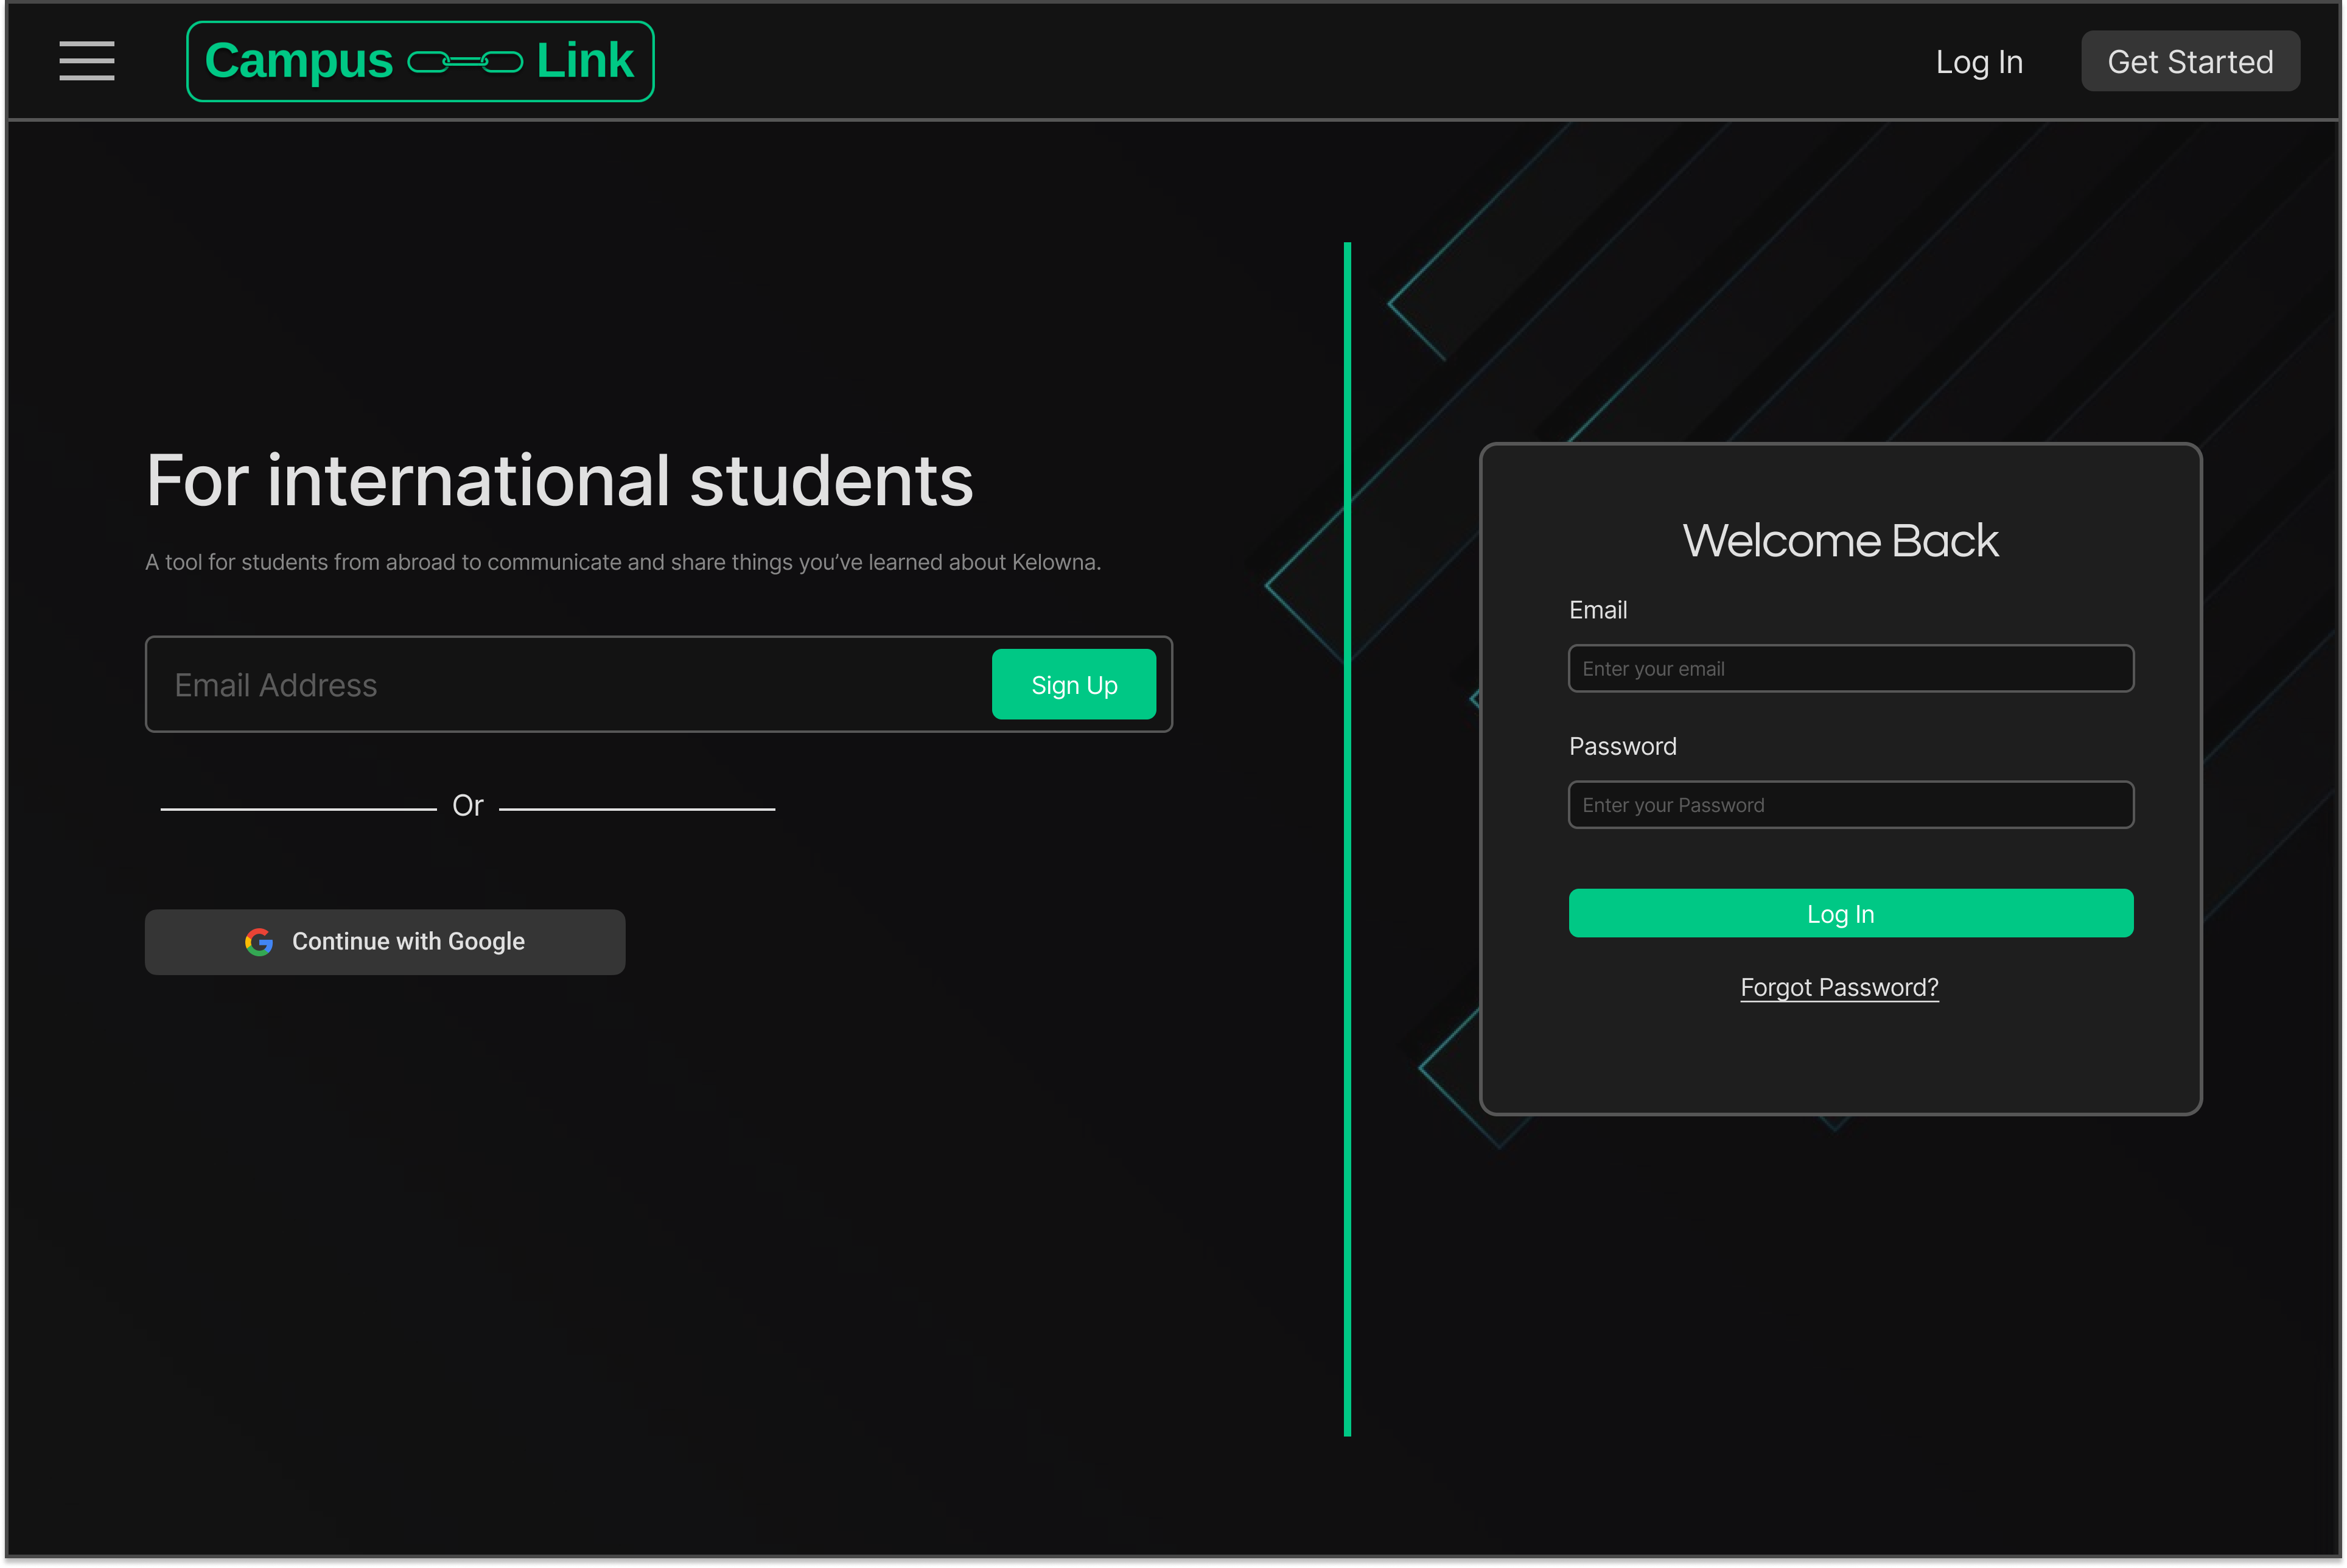 Campus Link
Log In
Get Started
For international students
A tool for students from abroad to communicate and share things you’ve learned about Kelowna.
Email Address
Sign Up
Or
Continue with Google
Welcome Back
Email
Enter your email
Password
Enter your Password
Log In
Forgot Password?